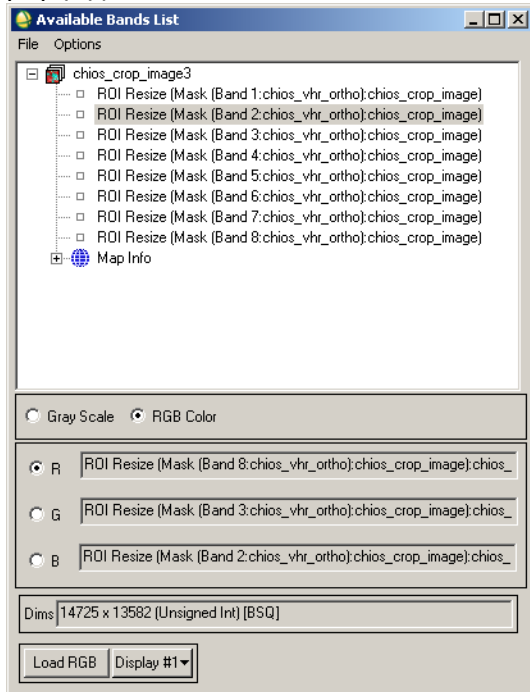 Available Bands List
File Options
chios_crop_image3
ROI Resize (Mask (Band 1:chios_vhr_ortho):chios_crop_image)
ROI Resize (Mask (Band 2:chios_vhr_ortho):chios_crop_image)
ROI Resize (Mask (Band 3:chios_vhr_ortho):chios_crop_image)
ROI Resize (Mask (Band 4:chios_vhr_ortho):chios_crop_image)
ROI Resize (Mask (Band 5:chios_vhr_ortho):chios_crop_image)
ROI Resize (Mask (Band 6:chios_vhr_ortho):chios_crop_image)
ROI Resize (Mask (Band 7:chios_vhr_ortho):chios_crop_image)
ROI Resize (Mask (Band 8:chios_vhr_ortho):chios_crop_image)
Map Info
Gray Scale RGB Color
R ROI Resize (Mask (Band 8:chios_vhr_ortho):chios_crop_image):chios_
G ROI Resize (Mask (Band 3:chios_vhr_ortho):chios_crop_image):chios_
B ROI Resize (Mask (Band 2:chios_vhr_ortho):chios_crop_image):chios_
Dims 14725 x 13582 (Unsigned Int) [BSQ]
Load RGB Display #1